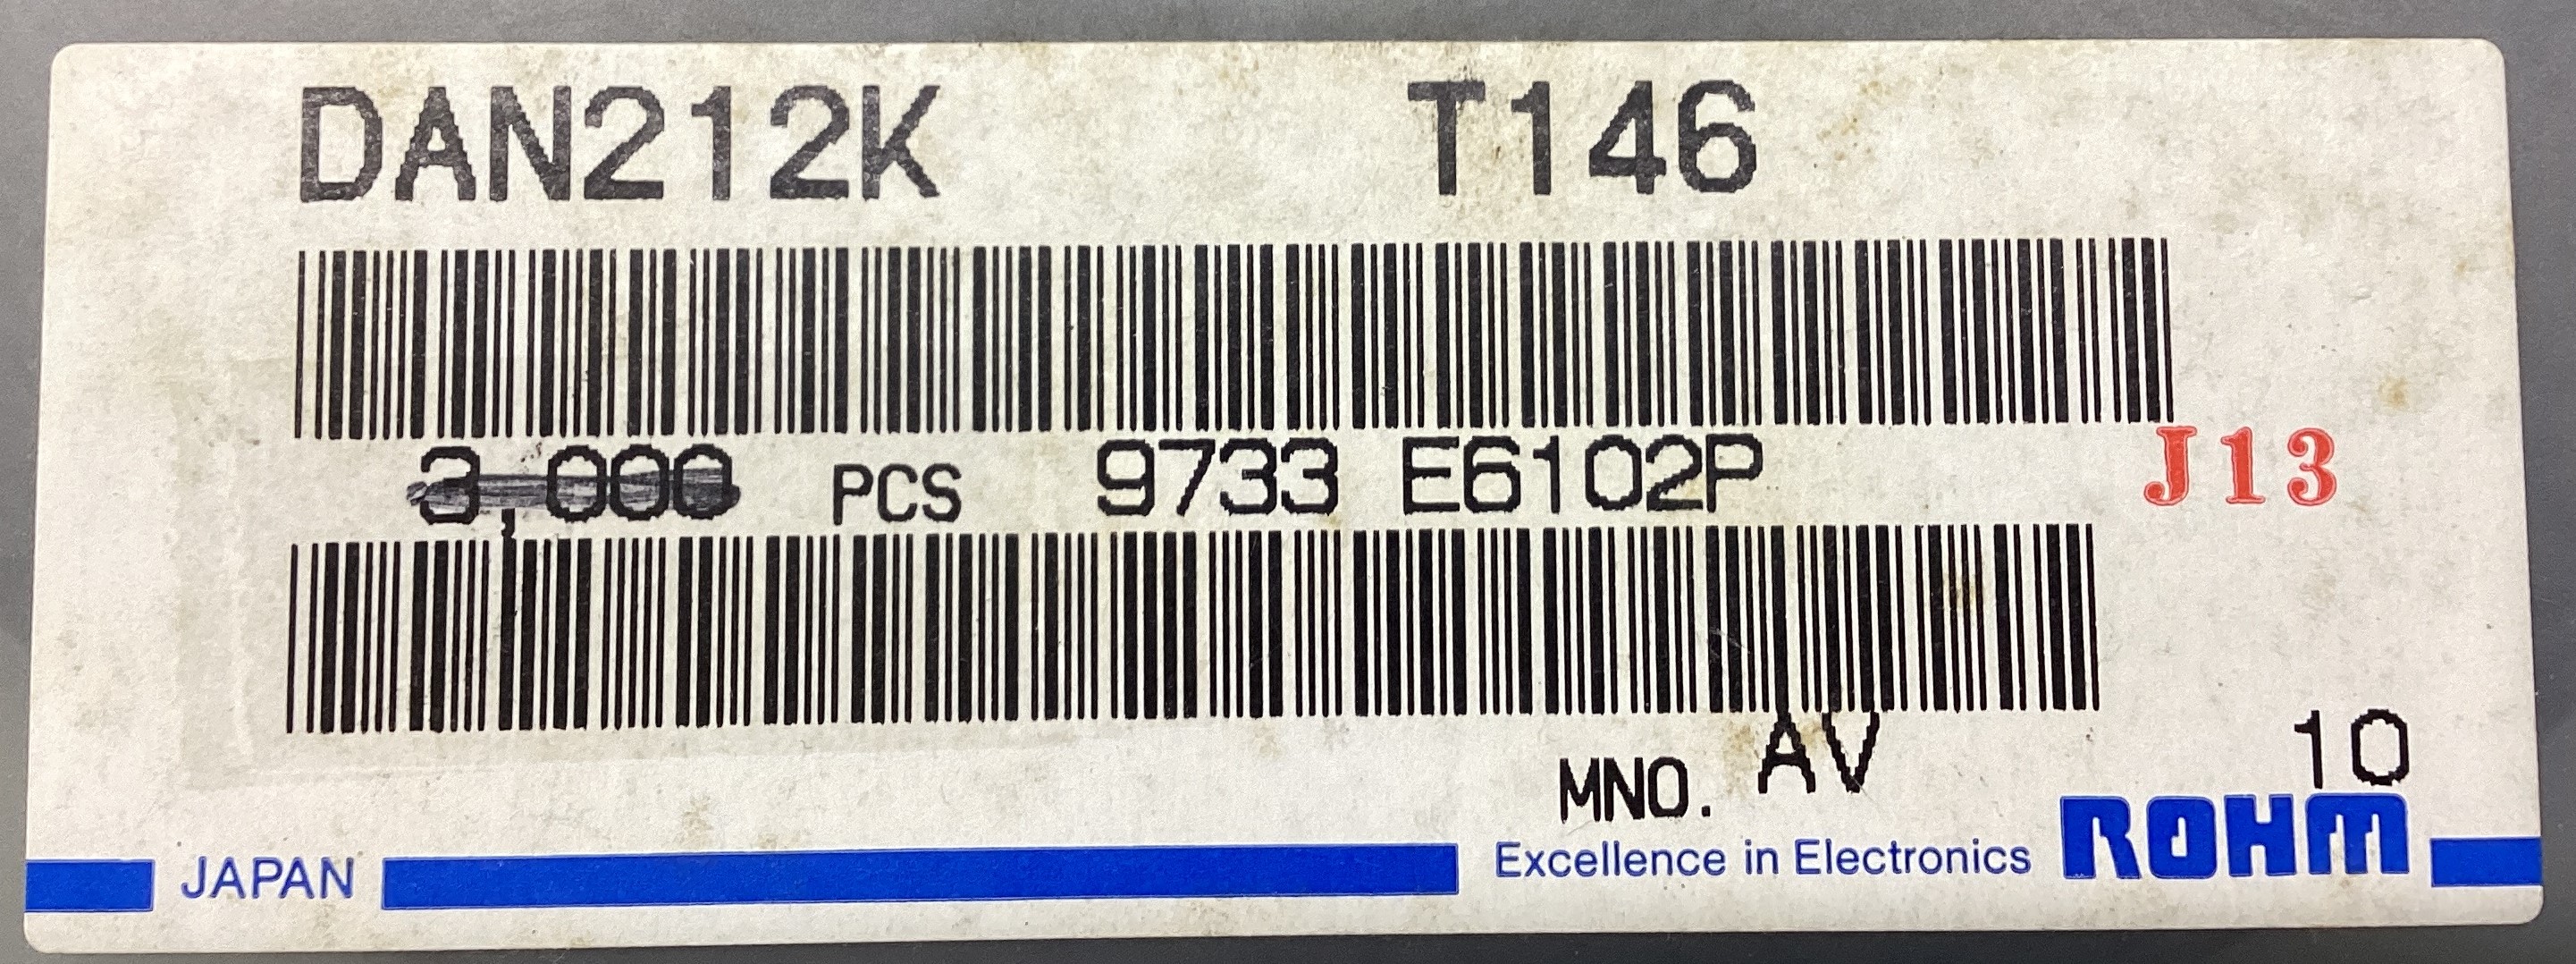 DAN212K T146
3,000 PCS 9733 E6102P J13
MNO. AV 10
JAPAN Excellence in Electronics ROHM